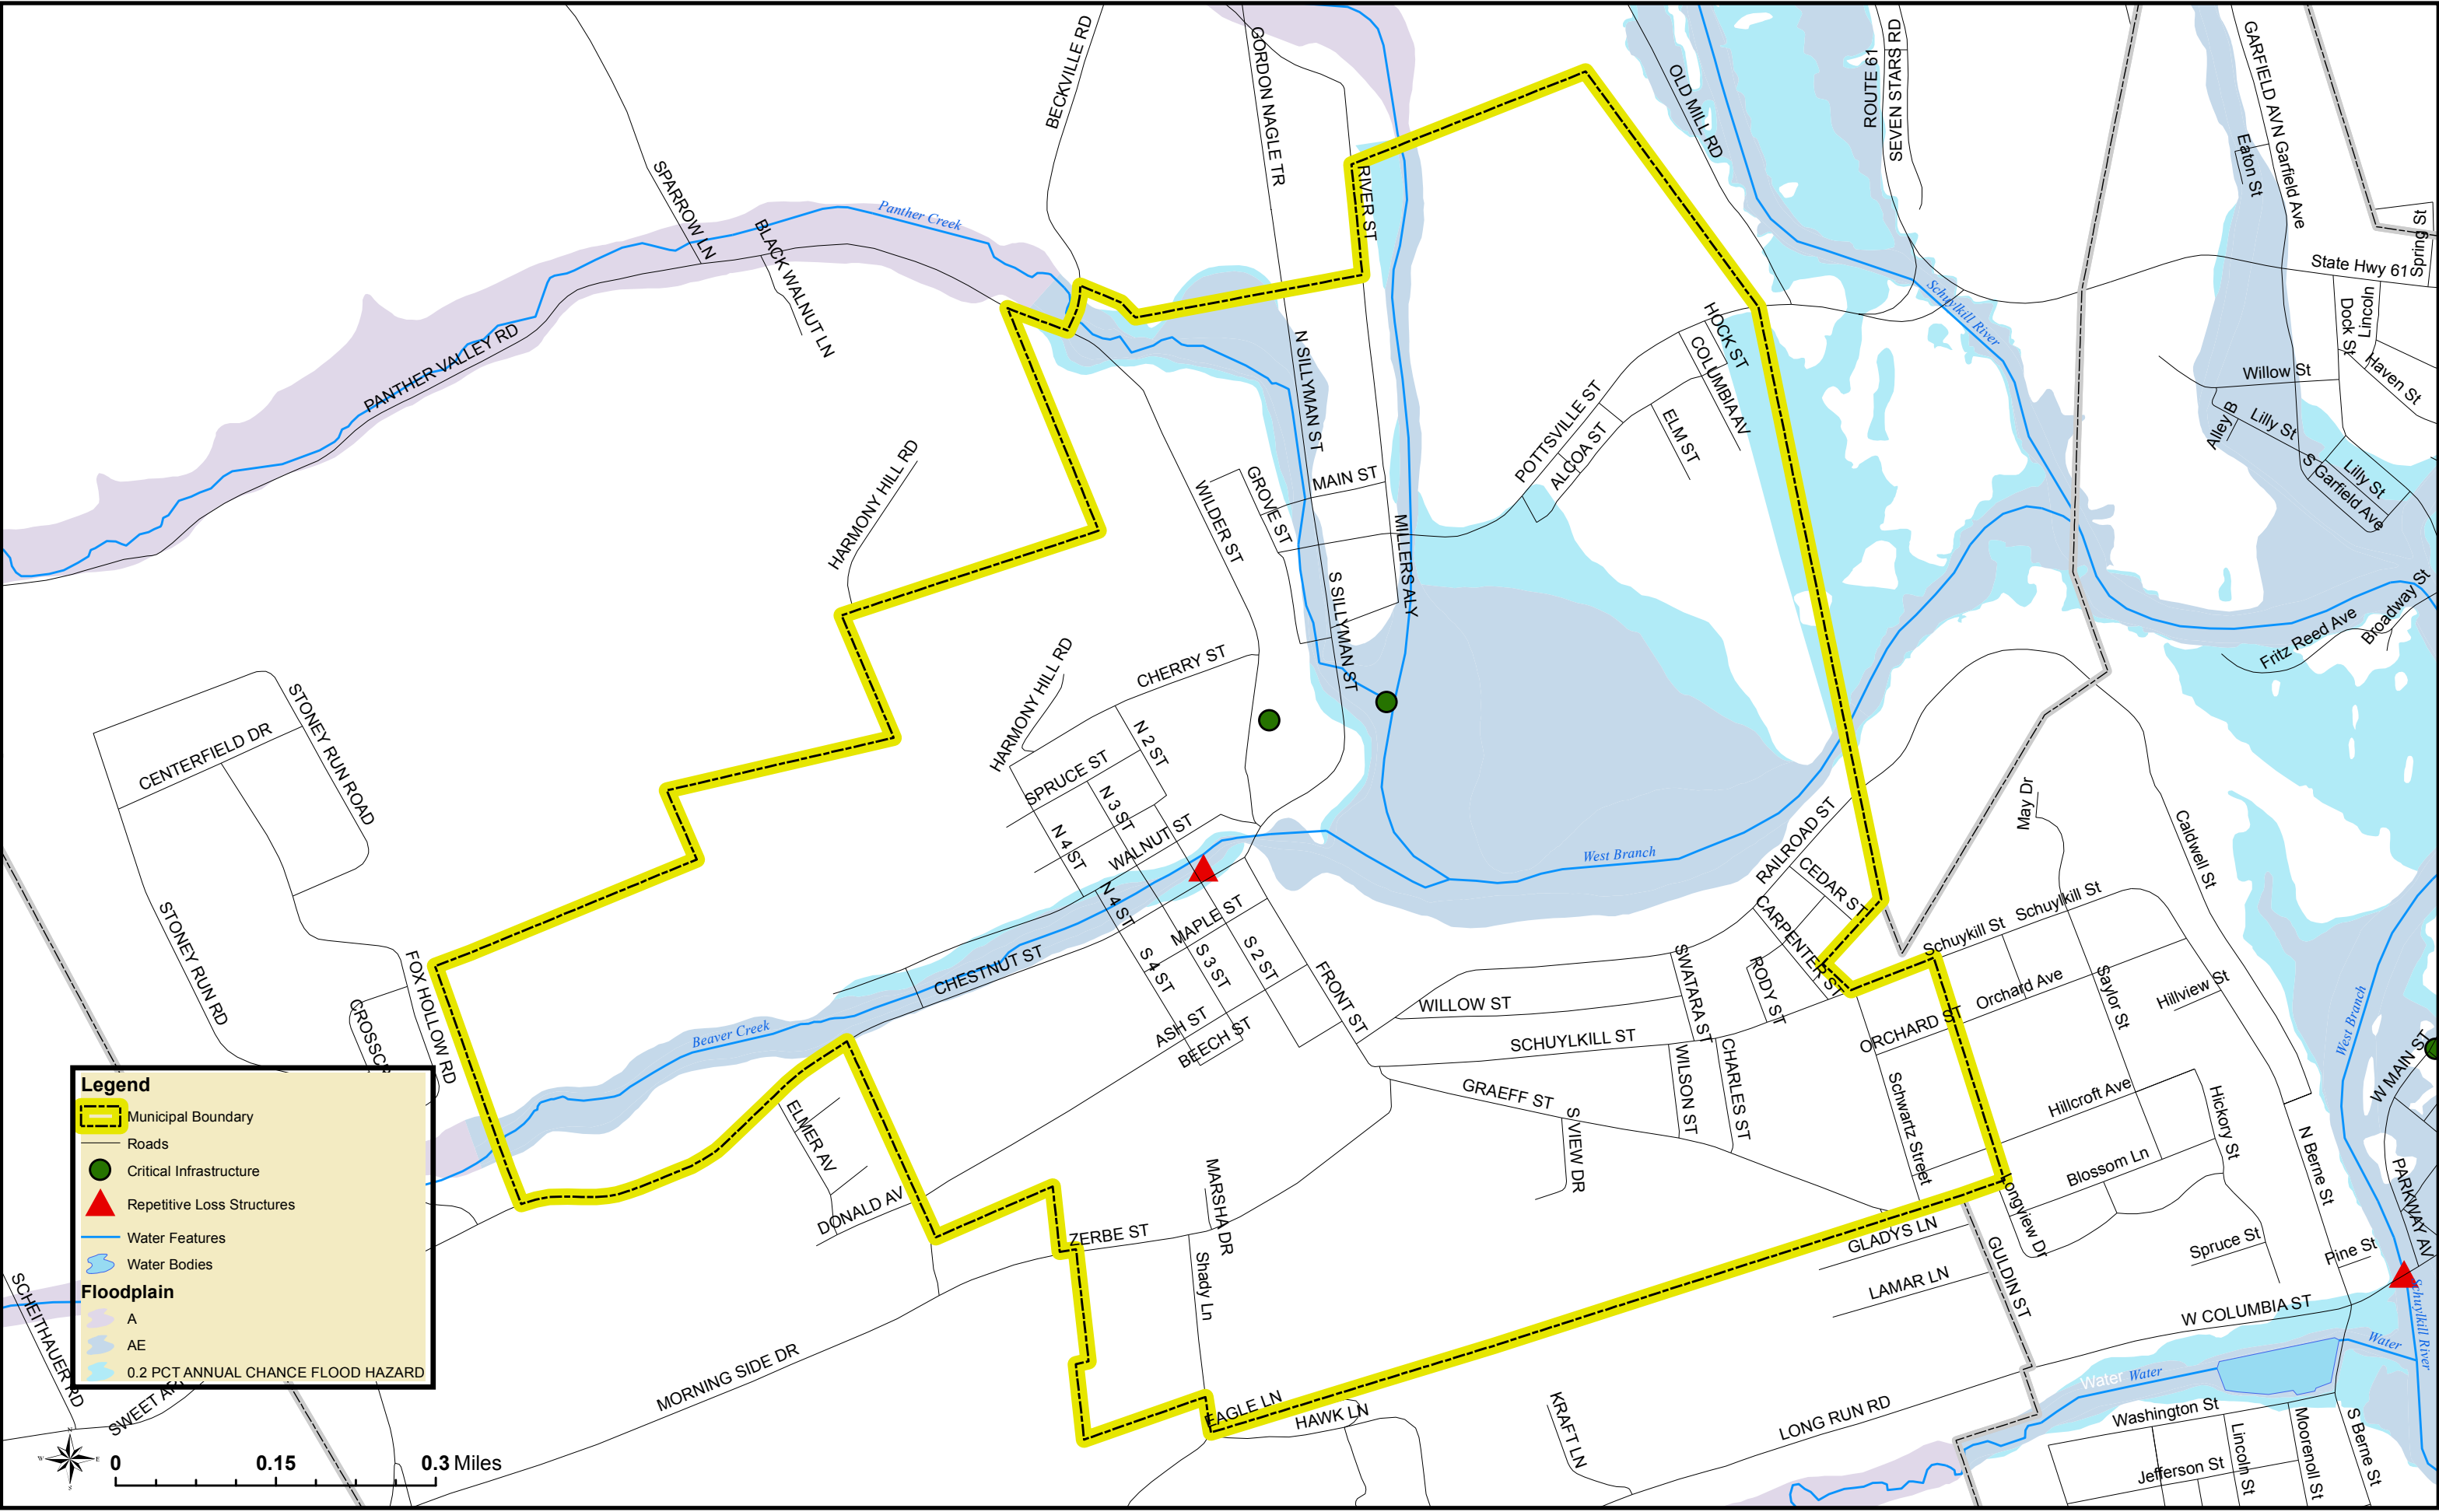 BECKVILLE RD
GORDON NAGLE TR
OLD MILL RD
ROUTE 61
SEVEN STARS RD
GARFIELD AV
N Garfield Ave
Eaton St
Spring St
State Hwy 61
SPARROW LN
BLACK WALNUT LN
Panther Creek
RIVER ST
Schuylkill River
Dock St
Lincoln
Haven St
Willow St
Alley B
Lilly St
Lilly St
S Garfield Ave
PANTHER VALLEY RD
HARMONY HILL RD
N SILLYMAN ST
HOCK ST
COLUMBIA AV
ELM ST
POTTSVILLE ST
ALCOA ST
MAIN ST
GROVE ST
WILDER ST
MILLERS ALY
S SILLYMAN ST
Fritz Reed Ave
Broadway St
CHERRY ST
HARMONY HILL RD
N 2 ST
SPRUCE ST
N 3 ST
N 4 ST
WALNUT ST
N 4 ST
STONEY RUN ROAD
CENTERFIELD DR
STONEY RUN RD
FOX HOLLOW RD
CROSSC
West Branch
RAILROAD ST
CEDAR ST
CARPENTER ST
May Dr
Caldwell St
Schuykill St
Schuylkill St
Orchard Ave
ORCHARD ST
Saylor St
Hillview St
MAPLE ST
S 2 ST
S 3 ST
S 4 ST
CHESTNUT ST
FRONT ST
ASH ST
BEECH ST
WILLOW ST
SWATARA ST
RODY ST
SCHUYLKILL ST
WILSON ST
CHARLES ST
GRAEFF ST
S VIEW DR
Beaver Creek
ELMER AV
DONALD AV
ZERBE ST
MARSHA DR
Shady Ln
Schwartz Street
Hillcroft Ave
Hickory St
Blossom Ln
Longview Dr
GLADYS LN
LAMAR LN
GULDIN ST
Spruce St
Pine St
N Berne St
West Branch
W MAIN ST
PARKWAY AV
Schuylkill River
W COLUMBIA ST
Water
Water Water
Washington St
Lincoln St
Moorenoll St
S Berne St
Jefferson St
LONG RUN RD
KRAFT LN
EAGLE LN
HAWK LN
MORNING SIDE DR
SCHEITHAUER RD
SWEET AR
Legend
Municipal Boundary
Roads
Critical Infrastructure
Repetitive Loss Structures
Water Features
Water Bodies
Floodplain
A
AE
0.2 PCT ANNUAL CHANCE FLOOD HAZARD
N
W E
S
0 0.15 0.3 Miles